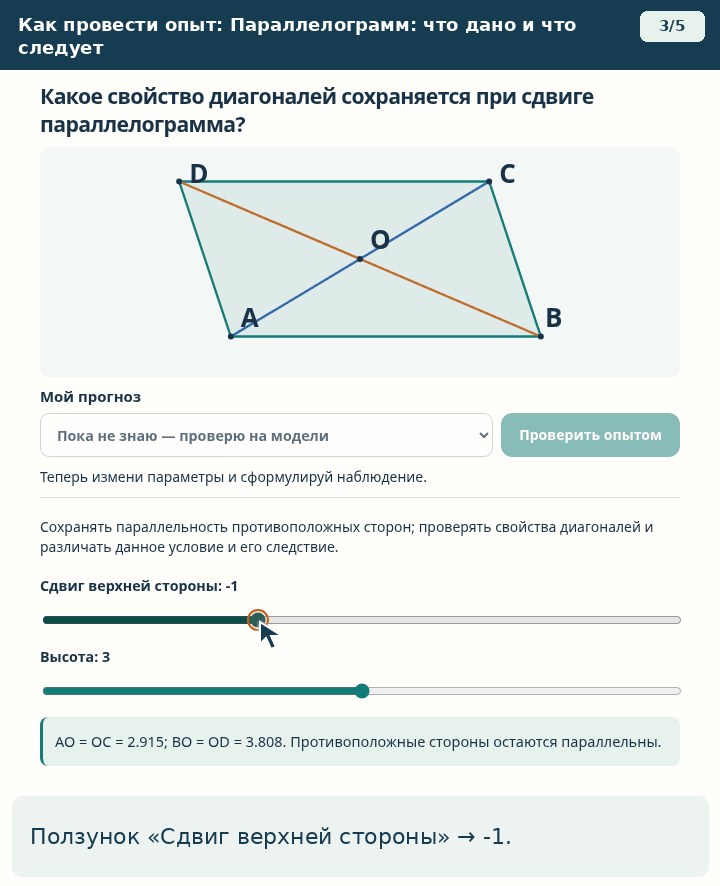 Как провести опыт: Параллелограмм: что дано и что
следует
3/5
Какое свойство диагоналей сохраняется при сдвиге
параллелограмма?
D
C
O
A
B
Мой прогноз
Пока не знаю — проверю на модели
Проверить опытом
Теперь измени параметры и сформулируй наблюдение.
Сохранять параллельность противоположных сторон; проверять свойства диагоналей и
различать данное условие и его следствие.
Сдвиг верхней стороны: -1
Высота: 3
AO = OC = 2.915; BO = OD = 3.808. Противоположные стороны остаются параллельны.
Ползунок «Сдвиг верхней стороны» → -1.